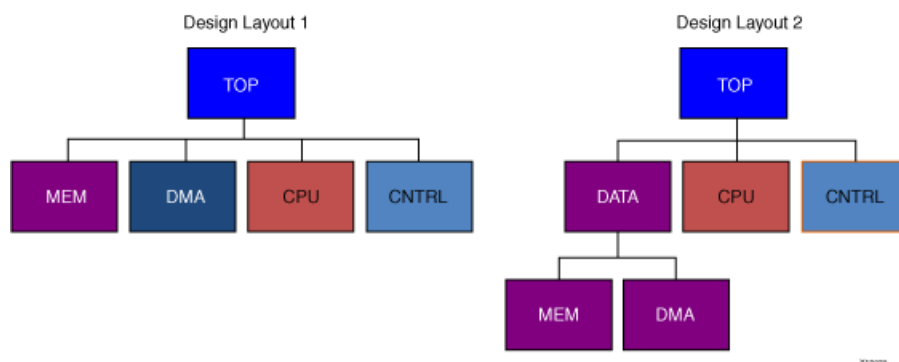 Design Layout 1
Design Layout 2
TOP
TOP
MEM
DMA
CPU
CNTRL
DATA
CPU
CNTRL
MEM
DMA